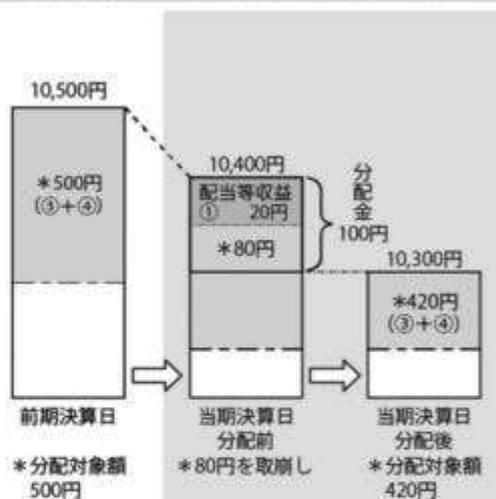 10,500円
＊500円
(③+④)
10,400円
配当等収益
① 20円
＊80円
分配金
100円
10,300円
＊420円
(③+④)
前期決算日
＊分配対象額
500円
当期決算日
分配前
＊80円を取崩し
当期決算日
分配後
＊分配対象額
420円